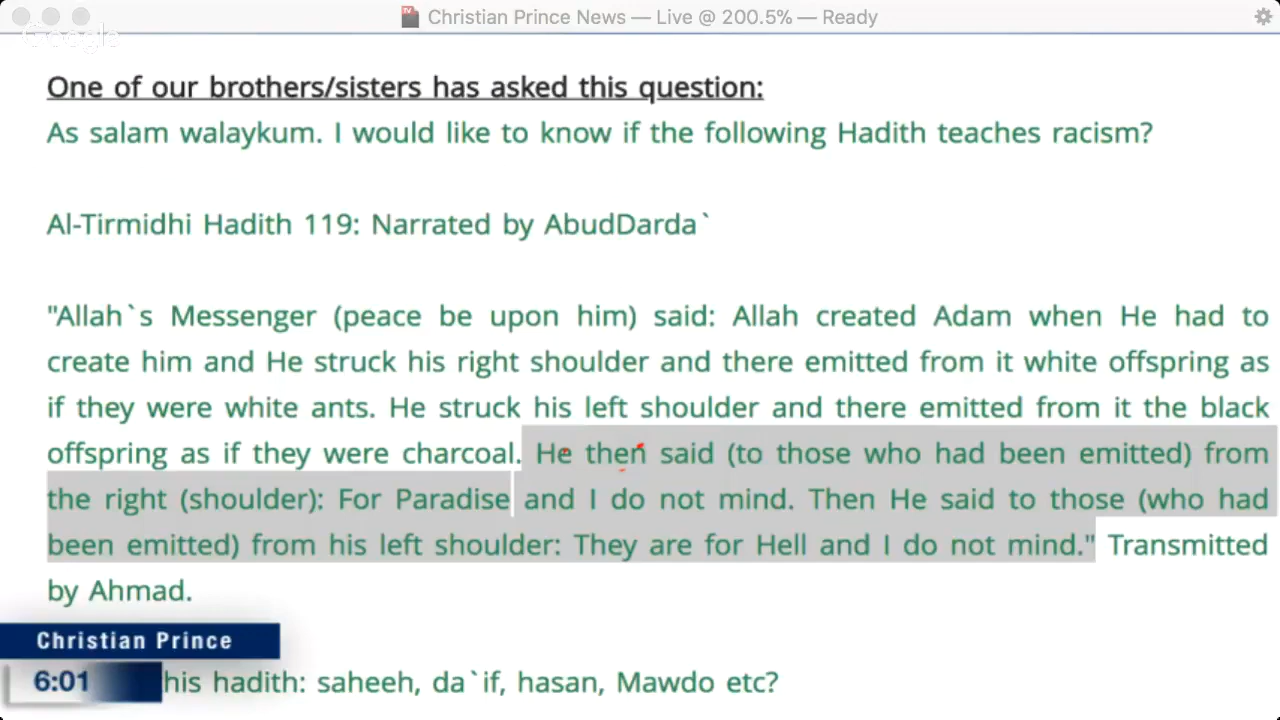 Christian Prince News — Live @ 200.5% — Ready
Google
One of our brothers/sisters has asked this question:
As salam walaykum. I would like to know if the following Hadith teaches racism?
Al-Tirmidhi Hadith 119: Narrated by AbudDarda`
"Allah`s Messenger (peace be upon him) said: Allah created Adam when He had to
create him and He struck his right shoulder and there emitted from it white offspring as
if they were white ants. He struck his left shoulder and there emitted from it the black
offspring as if they were charcoal. He then said (to those who had been emitted) from
the right (shoulder): For Paradise and I do not mind. Then He said to those (who had
been emitted) from his left shoulder: They are for Hell and I do not mind." Transmitted
by Ahmad.
Christian Prince
6:01 his hadith: saheeh, da`if, hasan, Mawdo etc?